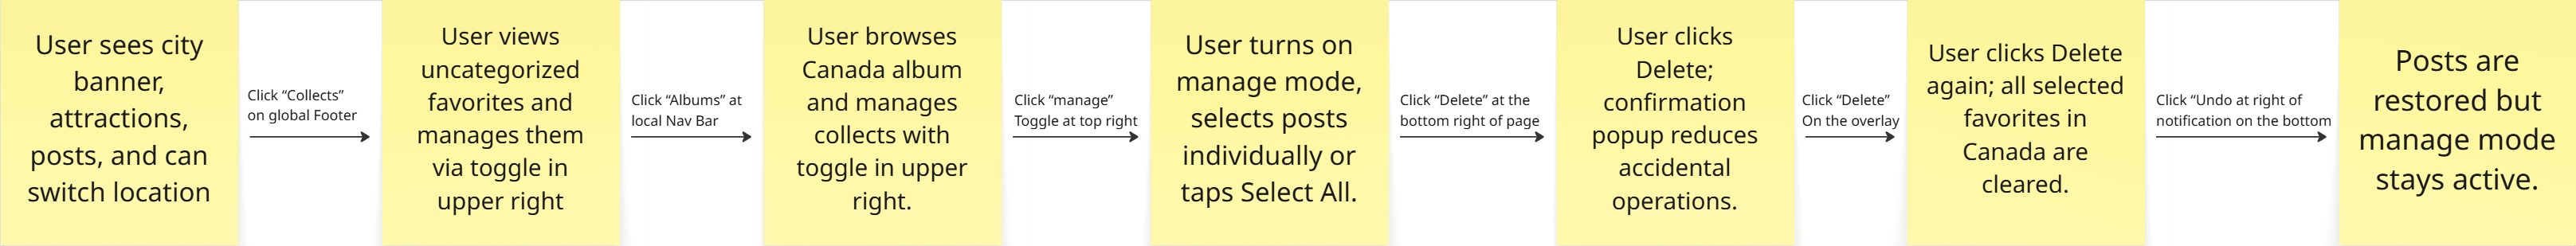 User sees city
banner,
attractions,
posts, and can
switch location
Click “Collects”
on global Footer
User views
uncategorized
favorites and
manages them
via toggle in
upper right
Click “Albums” at
local Nav Bar
User browses
Canada album
and manages
collects with
toggle in upper
right.
Click “manage”
Toggle at top right
User turns on
manage mode,
selects posts
individually or
taps Select All.
Click “Delete” at the
bottom right of page
User clicks
Delete;
confirmation
popup reduces
accidental
operations.
Click “Delete”
On the overlay
User clicks Delete
again; all selected
favorites in
Canada are
cleared.
Click “Undo at right of
notification on the bottom
Posts are
restored but
manage mode
stays active.